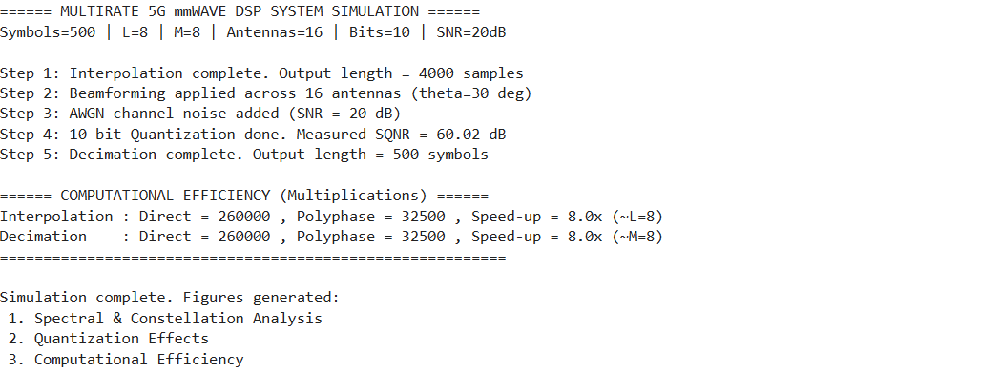 ====== MULTIRATE 5G mmWAVE DSP SYSTEM SIMULATION ======
Symbols=500 | L=8 | M=8 | Antennas=16 | Bits=10 | SNR=20dB
Step 1: Interpolation complete. Output length = 4000 samples
Step 2: Beamforming applied across 16 antennas (theta=30 deg)
Step 3: AWGN channel noise added (SNR = 20 dB)
Step 4: 10-bit Quantization done. Measured SQNR = 60.02 dB
Step 5: Decimation complete. Output length = 500 symbols
====== COMPUTATIONAL EFFICIENCY (Multiplications) ======
Interpolation : Direct = 260000 , Polyphase = 32500 , Speed-up = 8.0x (~L=8)
Decimation    : Direct = 260000 , Polyphase = 32500 , Speed-up = 8.0x (~M=8)
==========================================================
Simulation complete. Figures generated:
 1. Spectral & Constellation Analysis
 2. Quantization Effects
 3. Computational Efficiency